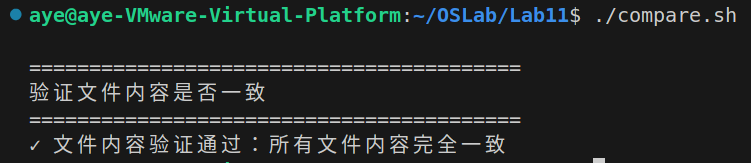 aye@aye-VMware-Virtual-Platform:~/OSLab/Lab11$ ./compare.sh
=========================================
验证文件内容是否一致
=========================================
✓ 文件内容验证通过：所有文件内容完全一致